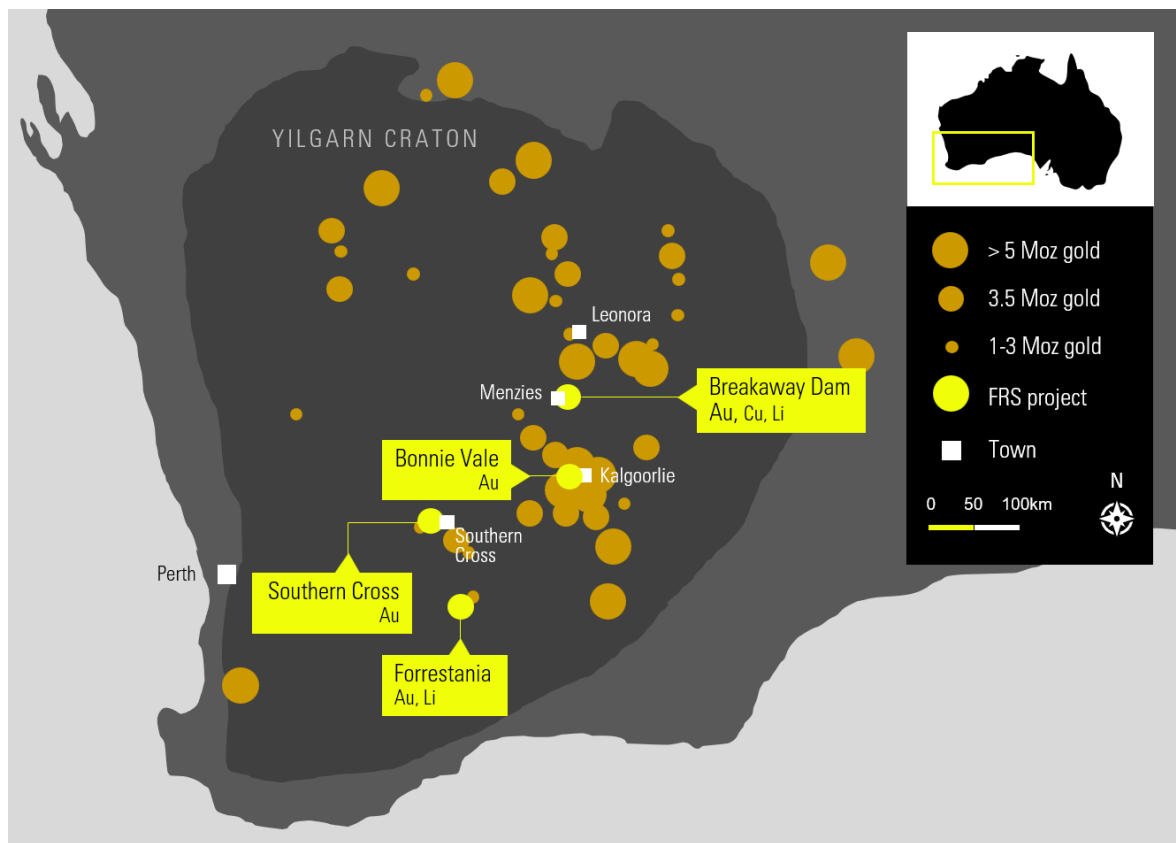 YILGARN CRATON
Leonora
Menzies
Breakaway Dam
Au, Cu, Li
Bonnie Vale
Au
Kalgoorlie
Southern
Cross
Perth
Southern Cross
Au
Forrestania
Au, Li
> 5 Moz gold
3.5 Moz gold
1-3 Moz gold
FRS project
Town
N
0 50 100km